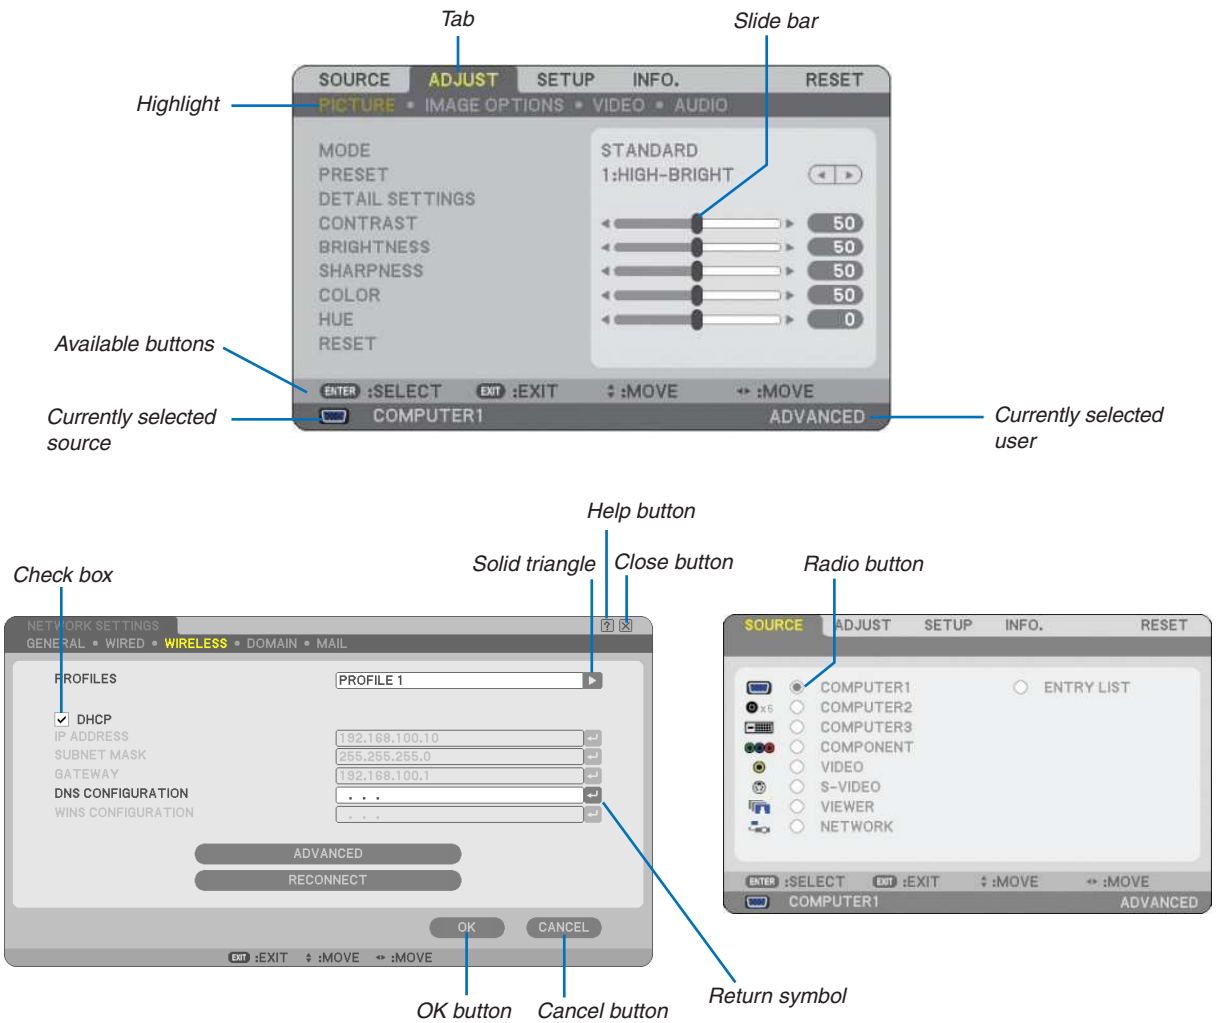 Tab
Slide bar
SOURCE ADJUST SETUP INFO. RESET
Highlight
PICTURE • IMAGE OPTIONS • VIDEO • AUDIO
MODE STANDARD
PRESET 1:HIGH-BRIGHT
DETAIL SETTINGS
CONTRAST 50
BRIGHTNESS 50
SHARPNESS 50
COLOR 50
HUE 0
RESET
Available buttons
ENTER :SELECT EXIT :EXIT :MOVE :MOVE
COMPUTER1 ADVANCED
Currently selected
source
Currently selected
user
Help button
Solid triangle
Close button
Check box
NETWORK SETTINGS
GENERAL • WIRED • WIRELESS • DOMAIN • MAIL
PROFILES PROFILE 1
DHCP
IP ADDRESS 192.168.100.10
SUBNET MASK 255.255.255.0
GATEWAY 192.168.100.1
DNS CONFIGURATION . . .
WINS CONFIGURATION . . .
ADVANCED
RECONNECT
OK CANCEL
EXIT :EXIT :MOVE :MOVE
OK button
Cancel button
Return symbol
Radio button
SOURCE ADJUST SETUP INFO. RESET
COMPUTER1 ENTRY LIST
x5 COMPUTER2
COMPUTER3
COMPONENT
VIDEO
S-VIDEO
VIEWER
NETWORK
ENTER :SELECT EXIT :EXIT :MOVE :MOVE
COMPUTER1 ADVANCED